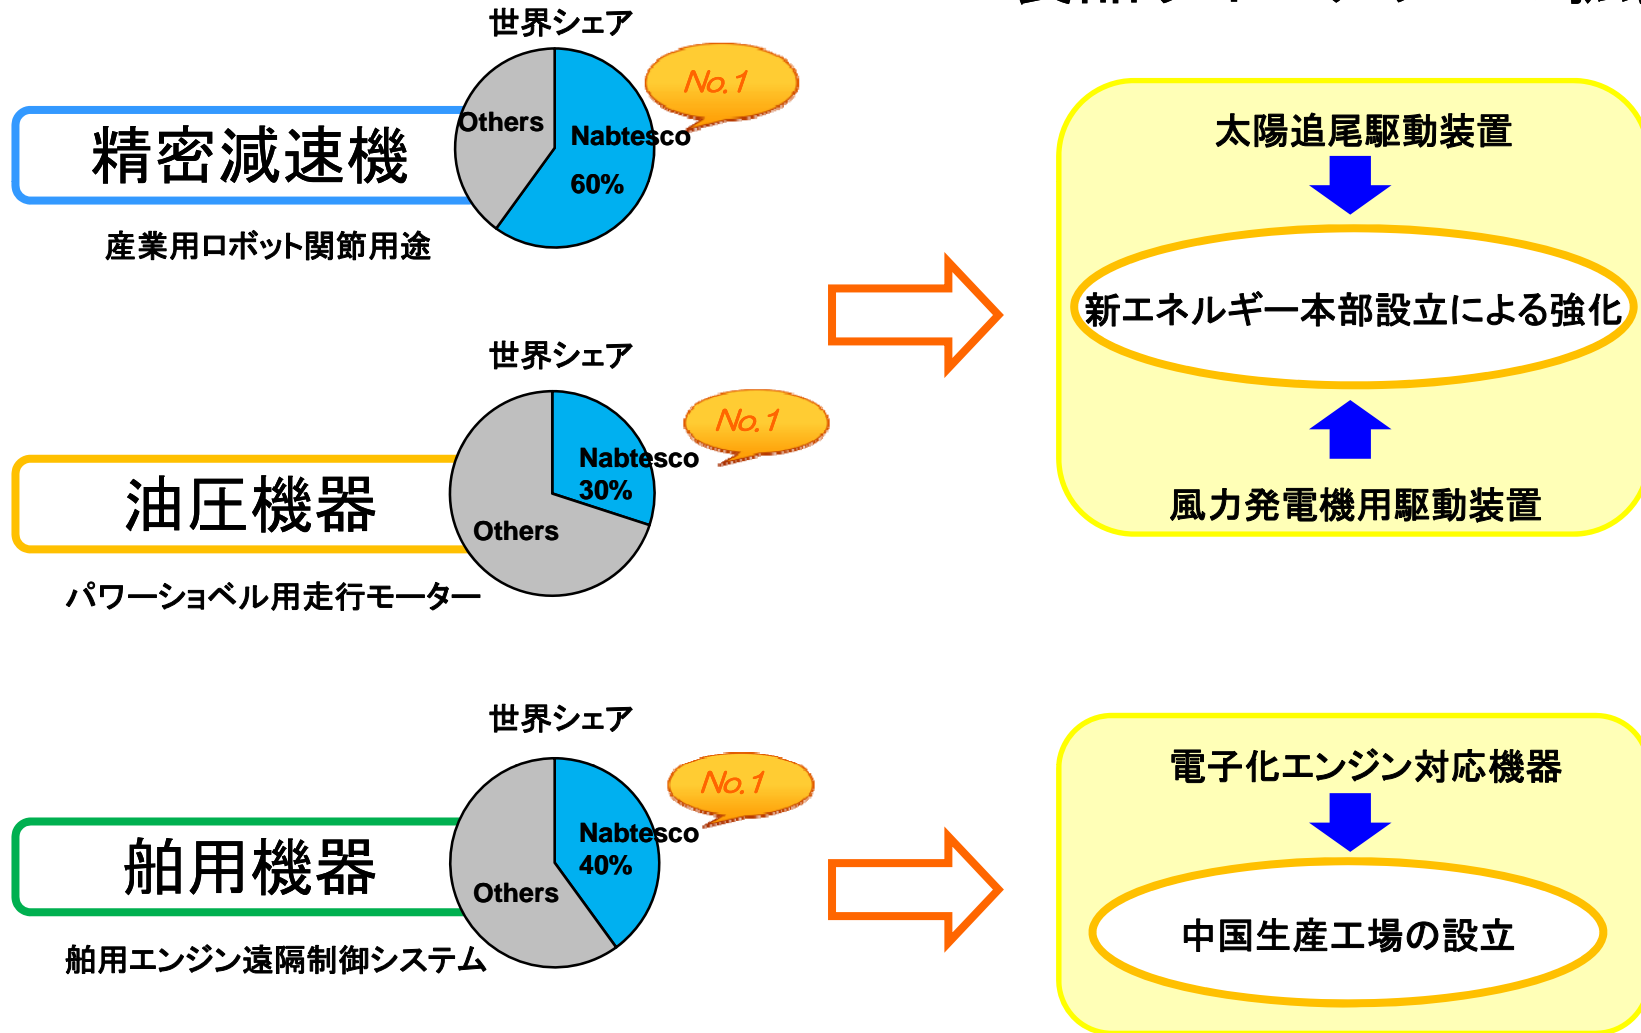 世界シェア
No.1
Others
Nabtesco
60%
精密減速機
産業用ロボット関節用途
世界シェア
No.1
Nabtesco
30%
Others
油圧機器
パワーショベル用走行モーター
世界シェア
No.1
Nabtesco
40%
Others
舶用機器
舶用エンジン遠隔制御システム
太陽追尾駆動装置
新エネルギー本部設立による強化
風力発電機用駆動装置
電子化エンジン対応機器
中国生産工場の設立